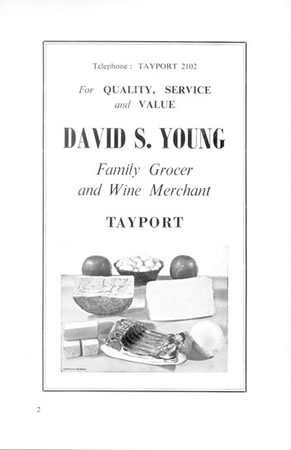 Telephone : TAYPORT 2102
For QUALITY, SERVICE
and VALUE
DAVID S. YOUNG
Family Grocer
and Wine Merchant
TAYPORT
2